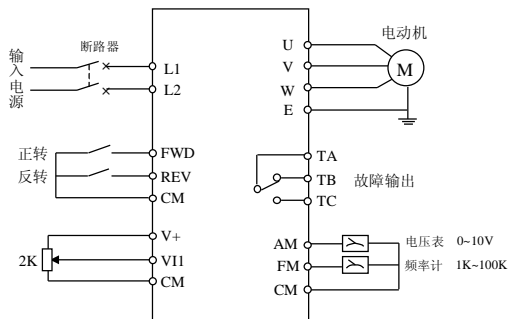 断路器
输入电源
L1
L2
正转
FWD
反转
REV
CM
V+
2K
VI1
CM
电动机
U
V
M
W
E
TA
TB
故障输出
TC
AM
电压表 0~10V
FM
频率计 1K~100K
CM